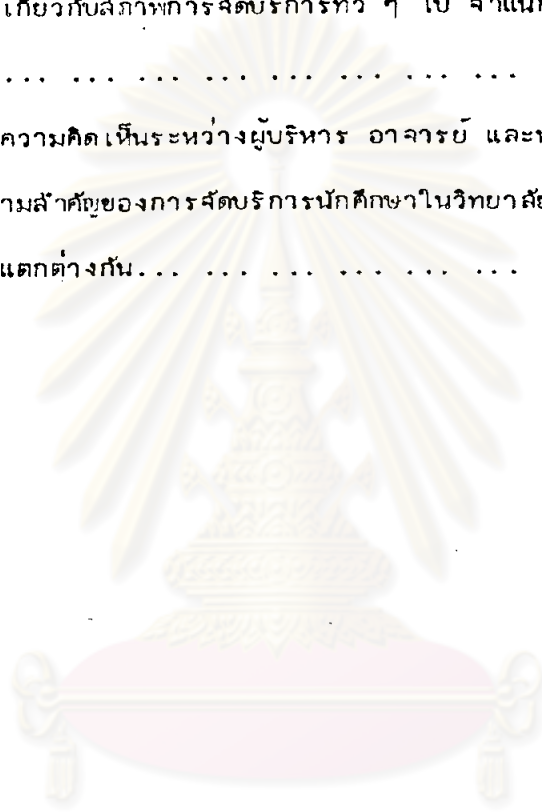 เกี่ยวกับสภาพการจัดบริการทั่ว ๆ ไป จำแนก
... ... ... ... ... ... ... ...
ความคิดเห็นระหว่างผู้บริหาร อาจารย์ และ
ามสำคัญของการจัดบริการนักศึกษาในวิทยาลัย
แตกต่างกัน... ... ... ... ... ...